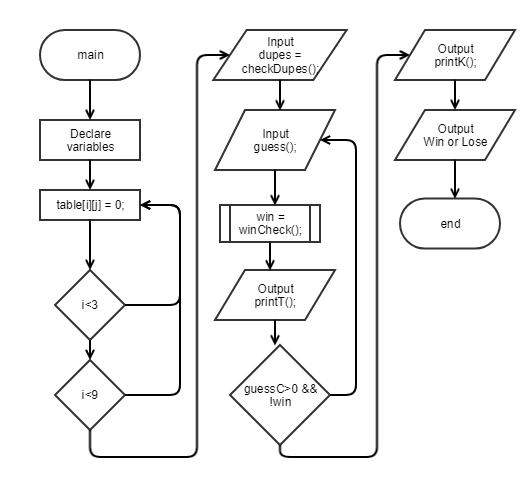 main
Declare
variables
table[i][j] = 0;
i<3
i<9
Input
dupes =
checkDupes();
Input
guess();
win =
winCheck();
Output
printT();
guessC>0 &&
!win
Output
printK();
Output
Win or Lose
end